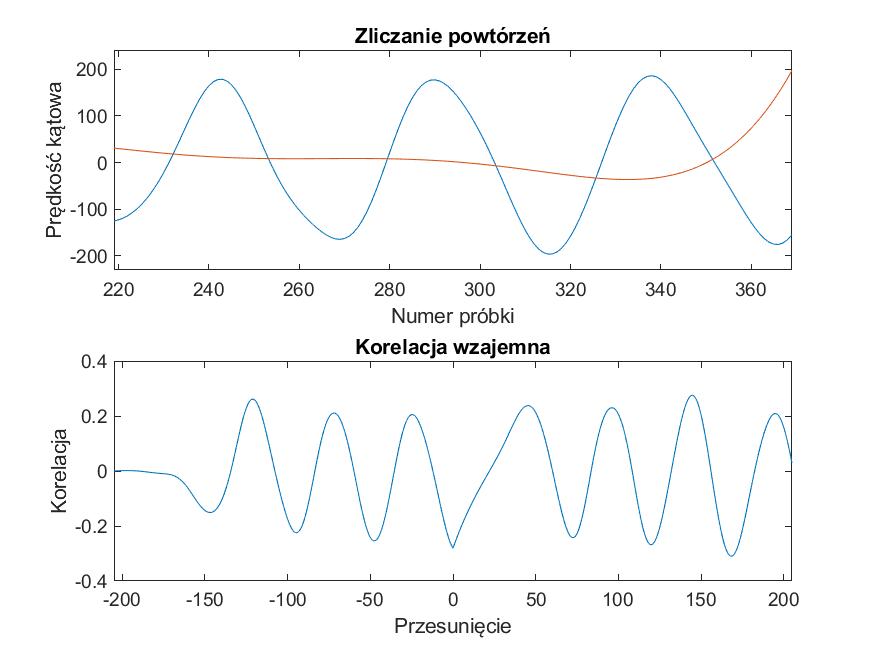 Zliczanie powtórzeń
Prędkość kątowa
200
100
0
-100
-200
220 240 260 280 300 320 340 360
Numer próbki
Korelacja wzajemna
Korelacja
0.4
0.2
0
-0.2
-0.4
-200 -150 -100 -50 0 50 100 150 200
Przesunięcie